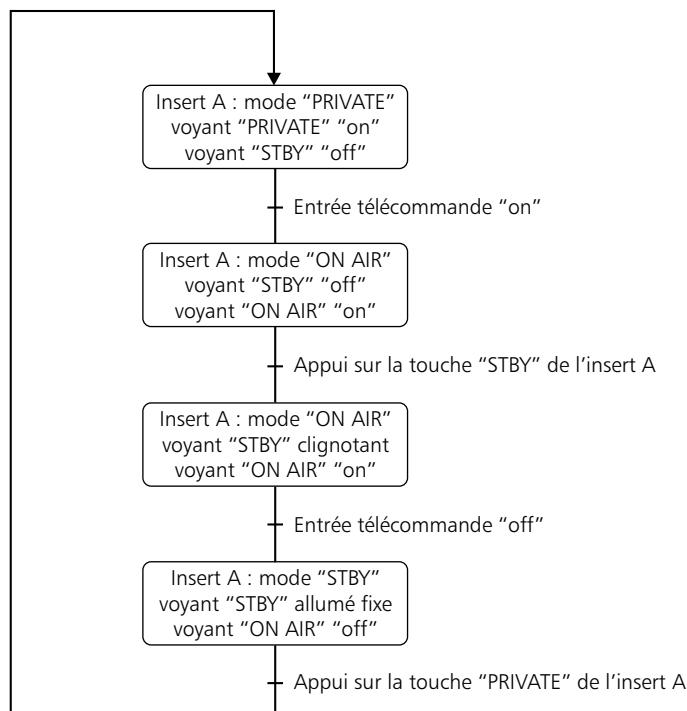 Insert A : mode “PRIVATE”
voyant “PRIVATE” “on”
voyant “STBY” “off”
Entrée télécommande “on”
Insert A : mode “ON AIR”
voyant “STBY” “off”
voyant “ON AIR” “on”
Appui sur la touche “STBY” de l’insert A
Insert A : mode “ON AIR”
voyant “STBY” clignotant
voyant “ON AIR” “on”
Entrée télécommande “off”
Insert A : mode “STBY”
voyant “STBY” allumé fixe
voyant “ON AIR” “off”
Appui sur la touche “PRIVATE” de l’insert A